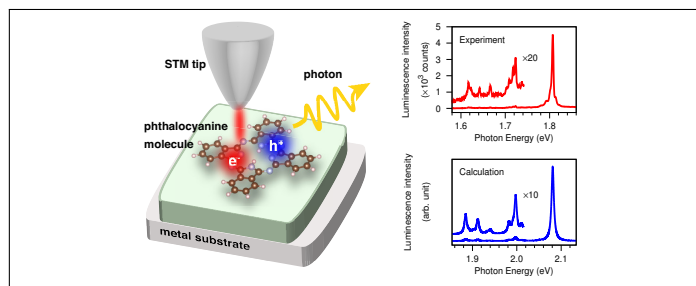 STM tip
photon
phthalocyanine
molecule
e-
h+
metal substrate
Luminescence intensity
(×10³ counts)
5
4
3
2
1
0
Experiment
×20
1.6
1.7
1.8
Photon Energy (eV)
Luminescence intensity
(arb. unit)
Calculation
×10
1.9
2
2.1
Photon Energy (eV)